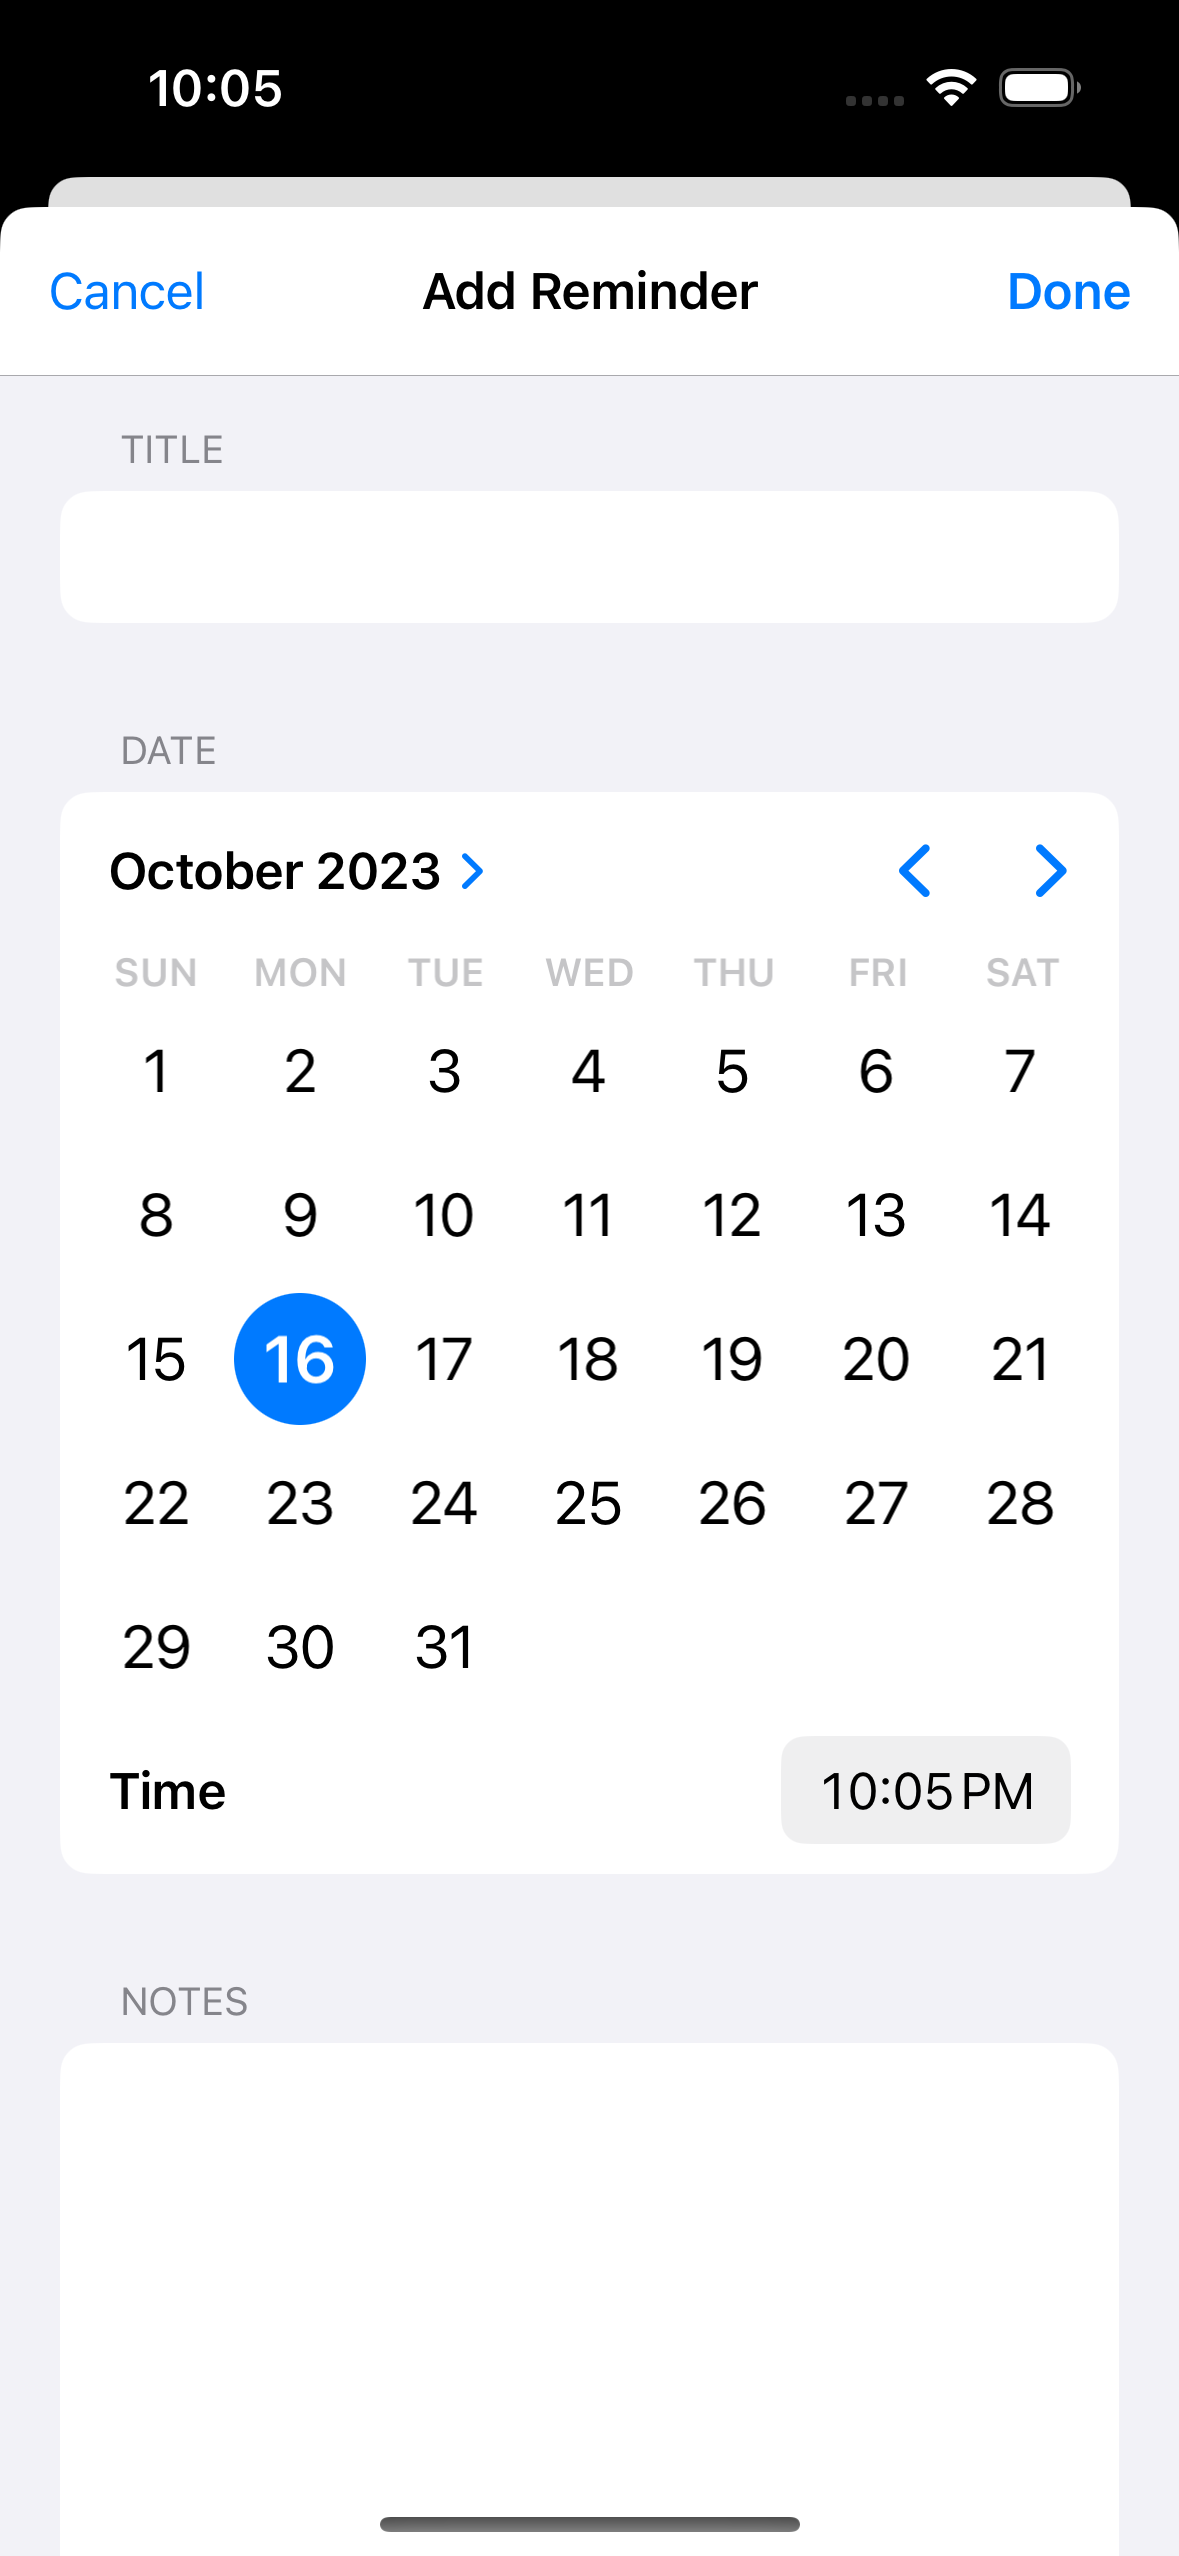 10:05
Cancel Add Reminder Done
TITLE
DATE
October 2023
SUN MON TUE WED THU FRI SAT
1 2 3 4 5 6 7
8 9 10 11 12 13 14
15 16 17 18 19 20 21
22 23 24 25 26 27 28
29 30 31
Time 10:05 PM
NOTES